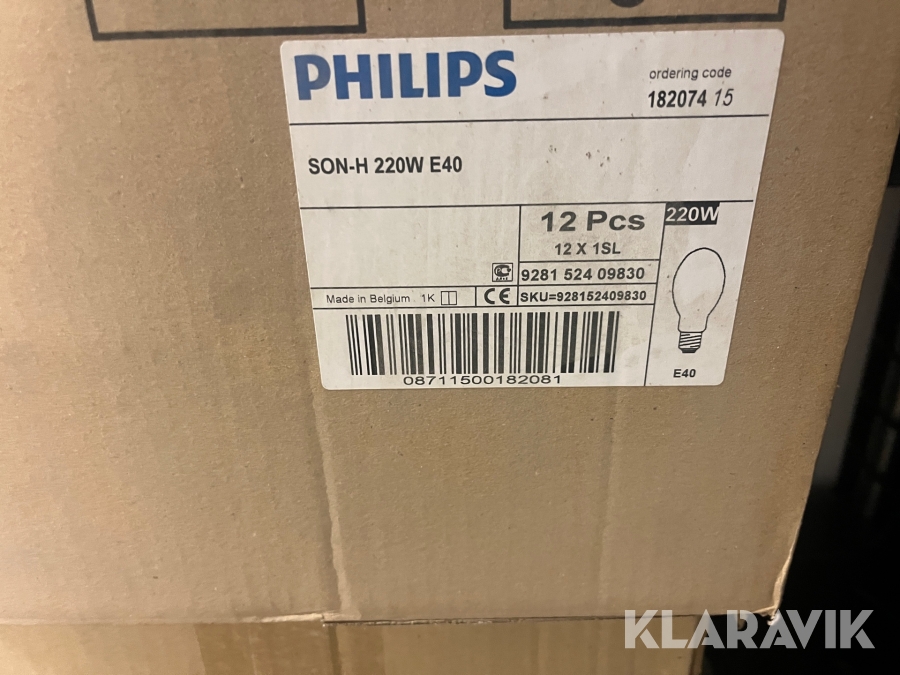 PHILIPS
ordering code
182074 15
SON-H 220W E40
12 Pcs
12 X 1SL
220W
9281 524 09830
Made in Belgium 1K
CE
SKU=928152409830
08711500182081
E40
KLARAVIK